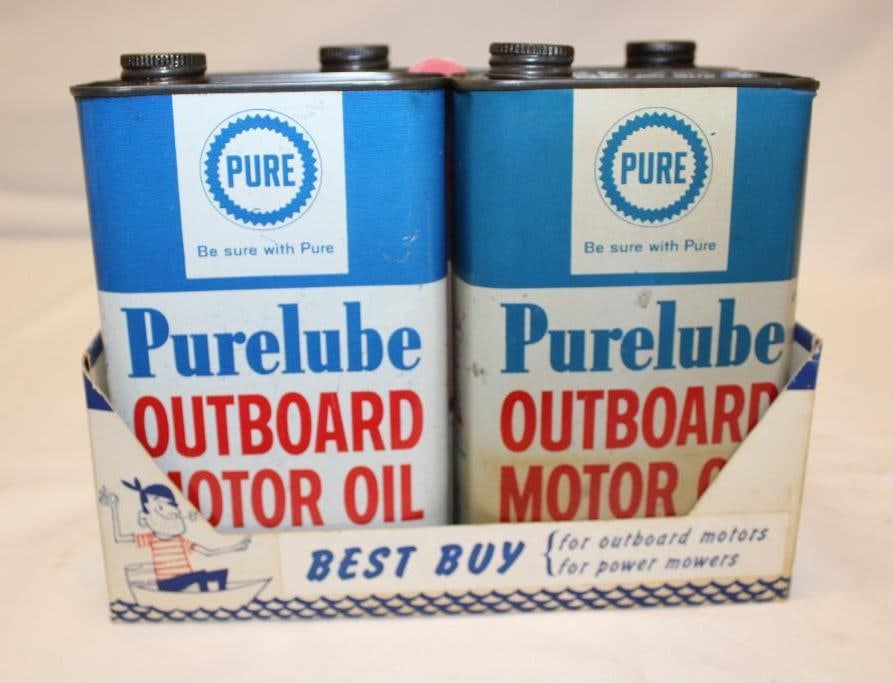 PURE
Be sure with Pure
Purelube
OUTBOARD
MOTOR OIL
PURE
Be sure with Pure
Purelube
OUTBOARD
MOTOR O
BEST BUY
for outboard motors
for power mowers